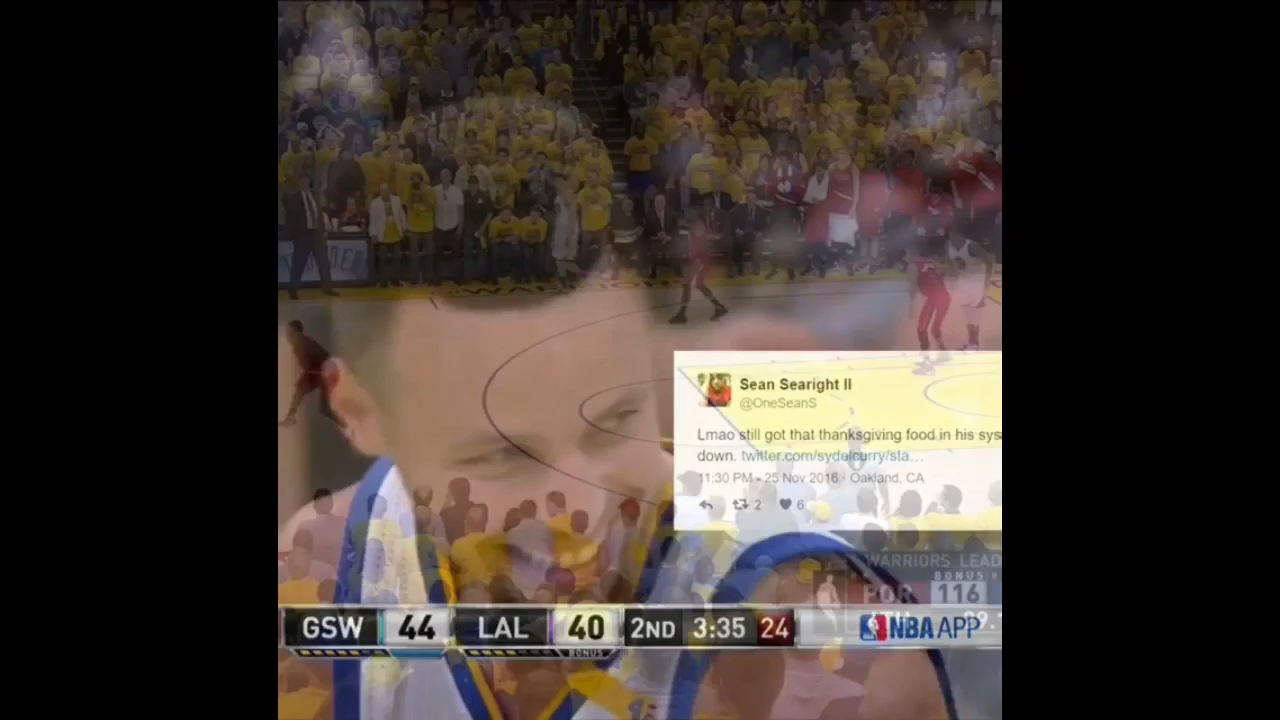 WARRIORS
Sean Searight II
@OneSeanS
Lmao still got that thanksgiving food in his sys
down. twitter.com/sydelcurry/sta…
11:30 PM - 25 Nov 2016 · Oakland, CA
2 6
WARRIORS LEAD
BONUS
POR 116
GSW 44 LAL 40 2ND 3:35 24 NBA APP
BONUS